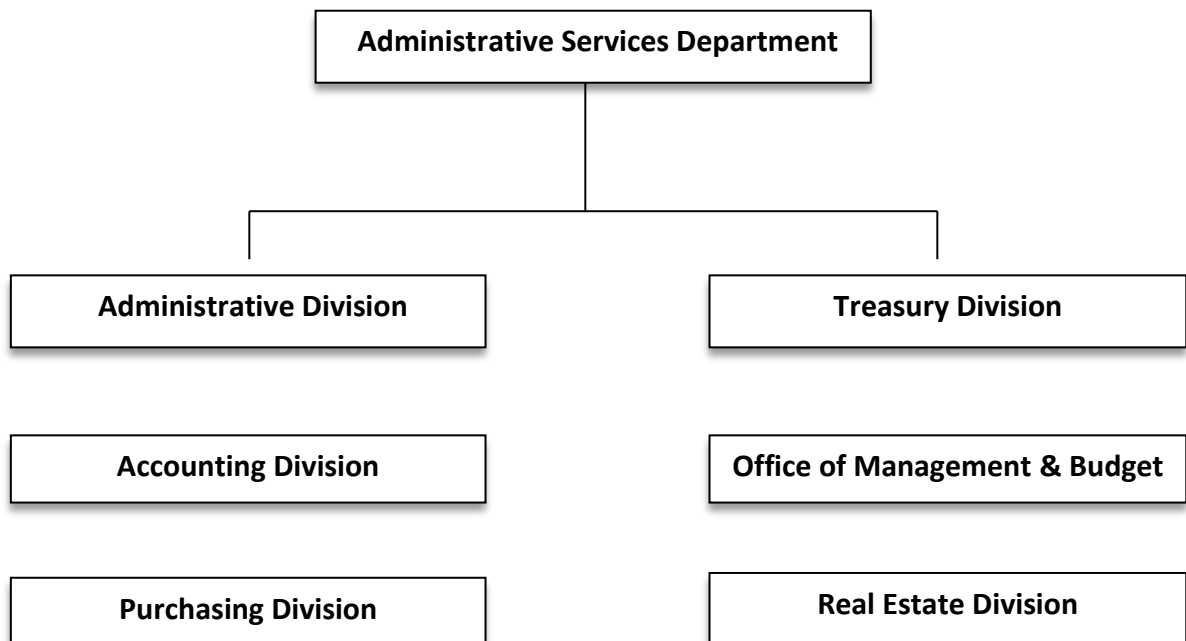 Administrative Services Department
Administrative Division
Treasury Division
Accounting Division
Office of Management & Budget
Purchasing Division
Real Estate Division